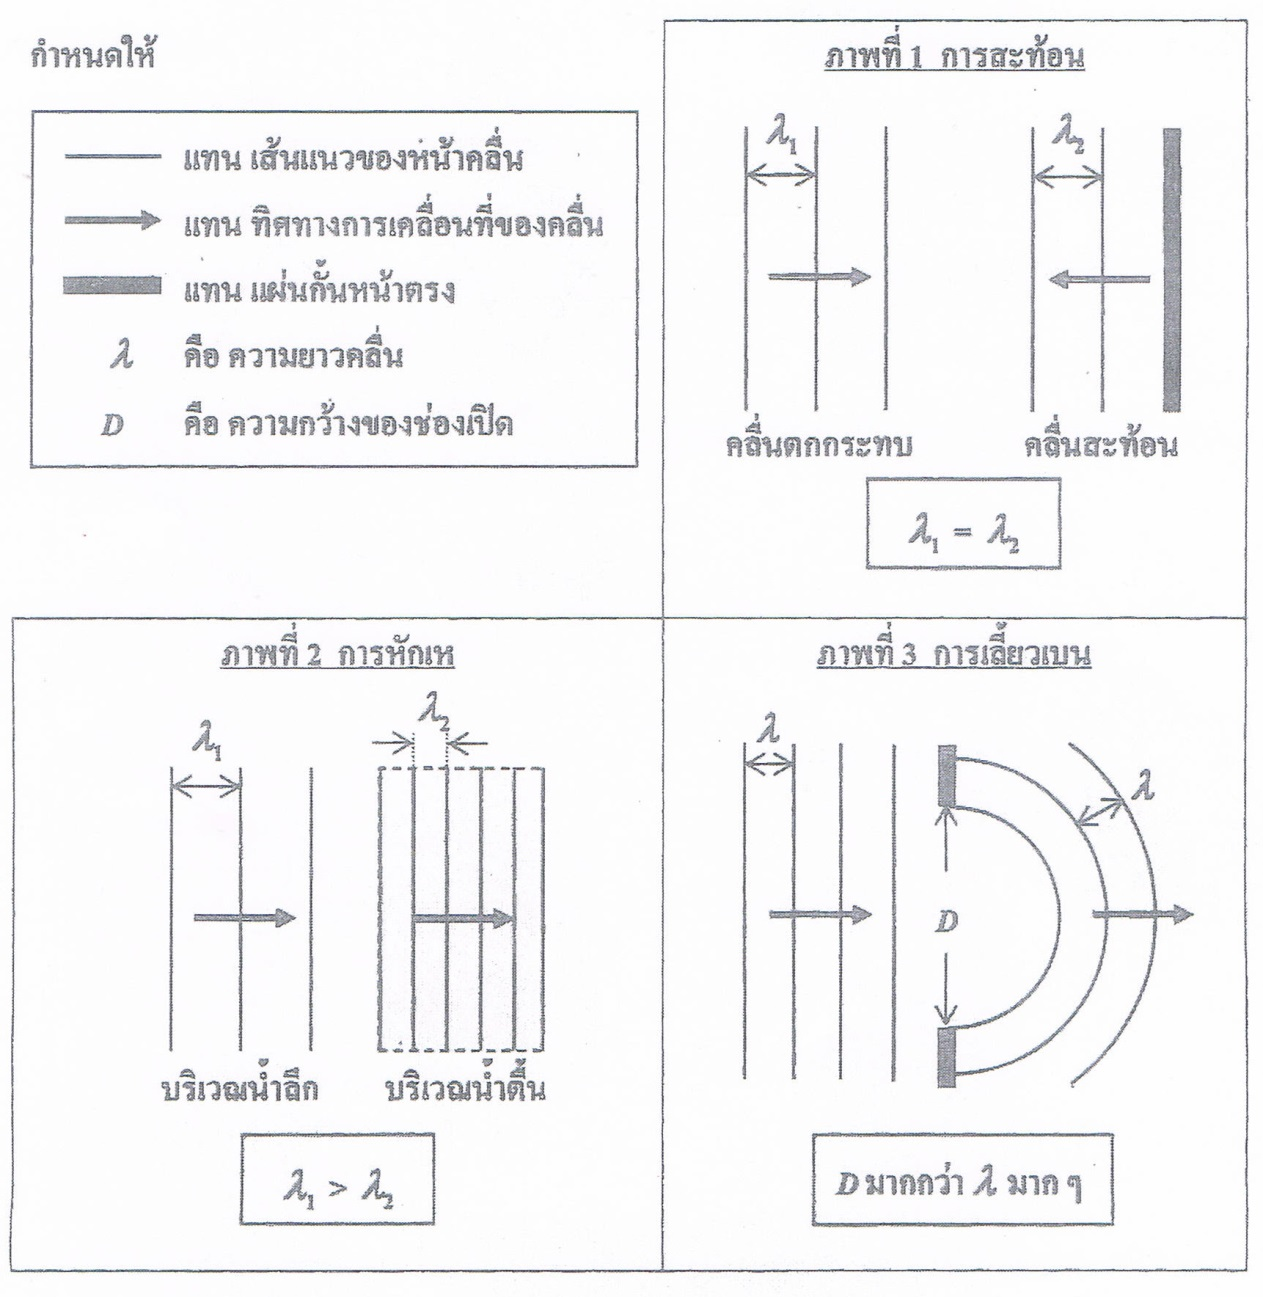 กำหนดให้
แทน เส้นแนวของหน้าคลื่น
แทน ทิศทางการเคลื่อนที่ของคลื่น
แทน แผ่นกั้นหน้าตรง
λ คือ ความยาวคลื่น
D คือ ความกว้างของช่องเปิด
ภาพที่ 1 การสะท้อน
λ₁ λ₂
คลื่นตกกระทบ คลื่นสะท้อน
λ₁ = λ₂
ภาพที่ 2 การหักเห
λ₁ λ₂
บริเวณน้ำลึก บริเวณน้ำตื้น
λ₁ > λ₂
ภาพที่ 3 การเลี้ยวเบน
λ λ
D
D มากกว่า λ มาก ๆ